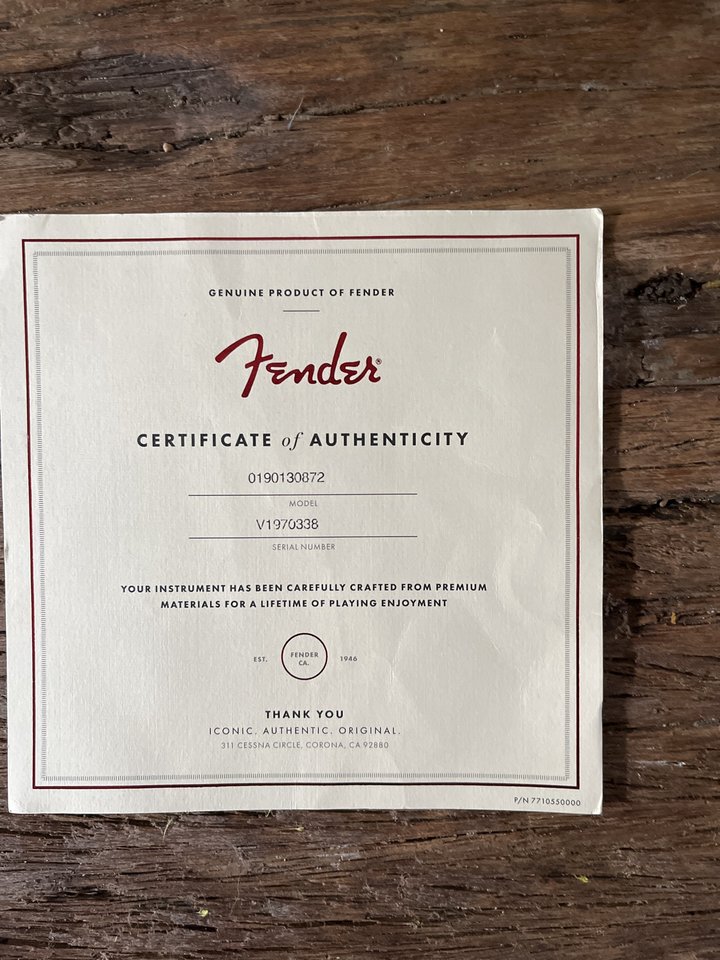 GENUINE PRODUCT OF FENDER
Fender®
CERTIFICATE of AUTHENTICITY
0190130872
MODEL
V1970338
SERIAL NUMBER
YOUR INSTRUMENT HAS BEEN CAREFULLY CRAFTED FROM PREMIUM
MATERIALS FOR A LIFETIME OF PLAYING ENJOYMENT
EST. FENDER CA. 1946
THANK YOU
ICONIC. AUTHENTIC. ORIGINAL.
311 CESSNA CIRCLE, CORONA, CA 92880
P/N 7710550000